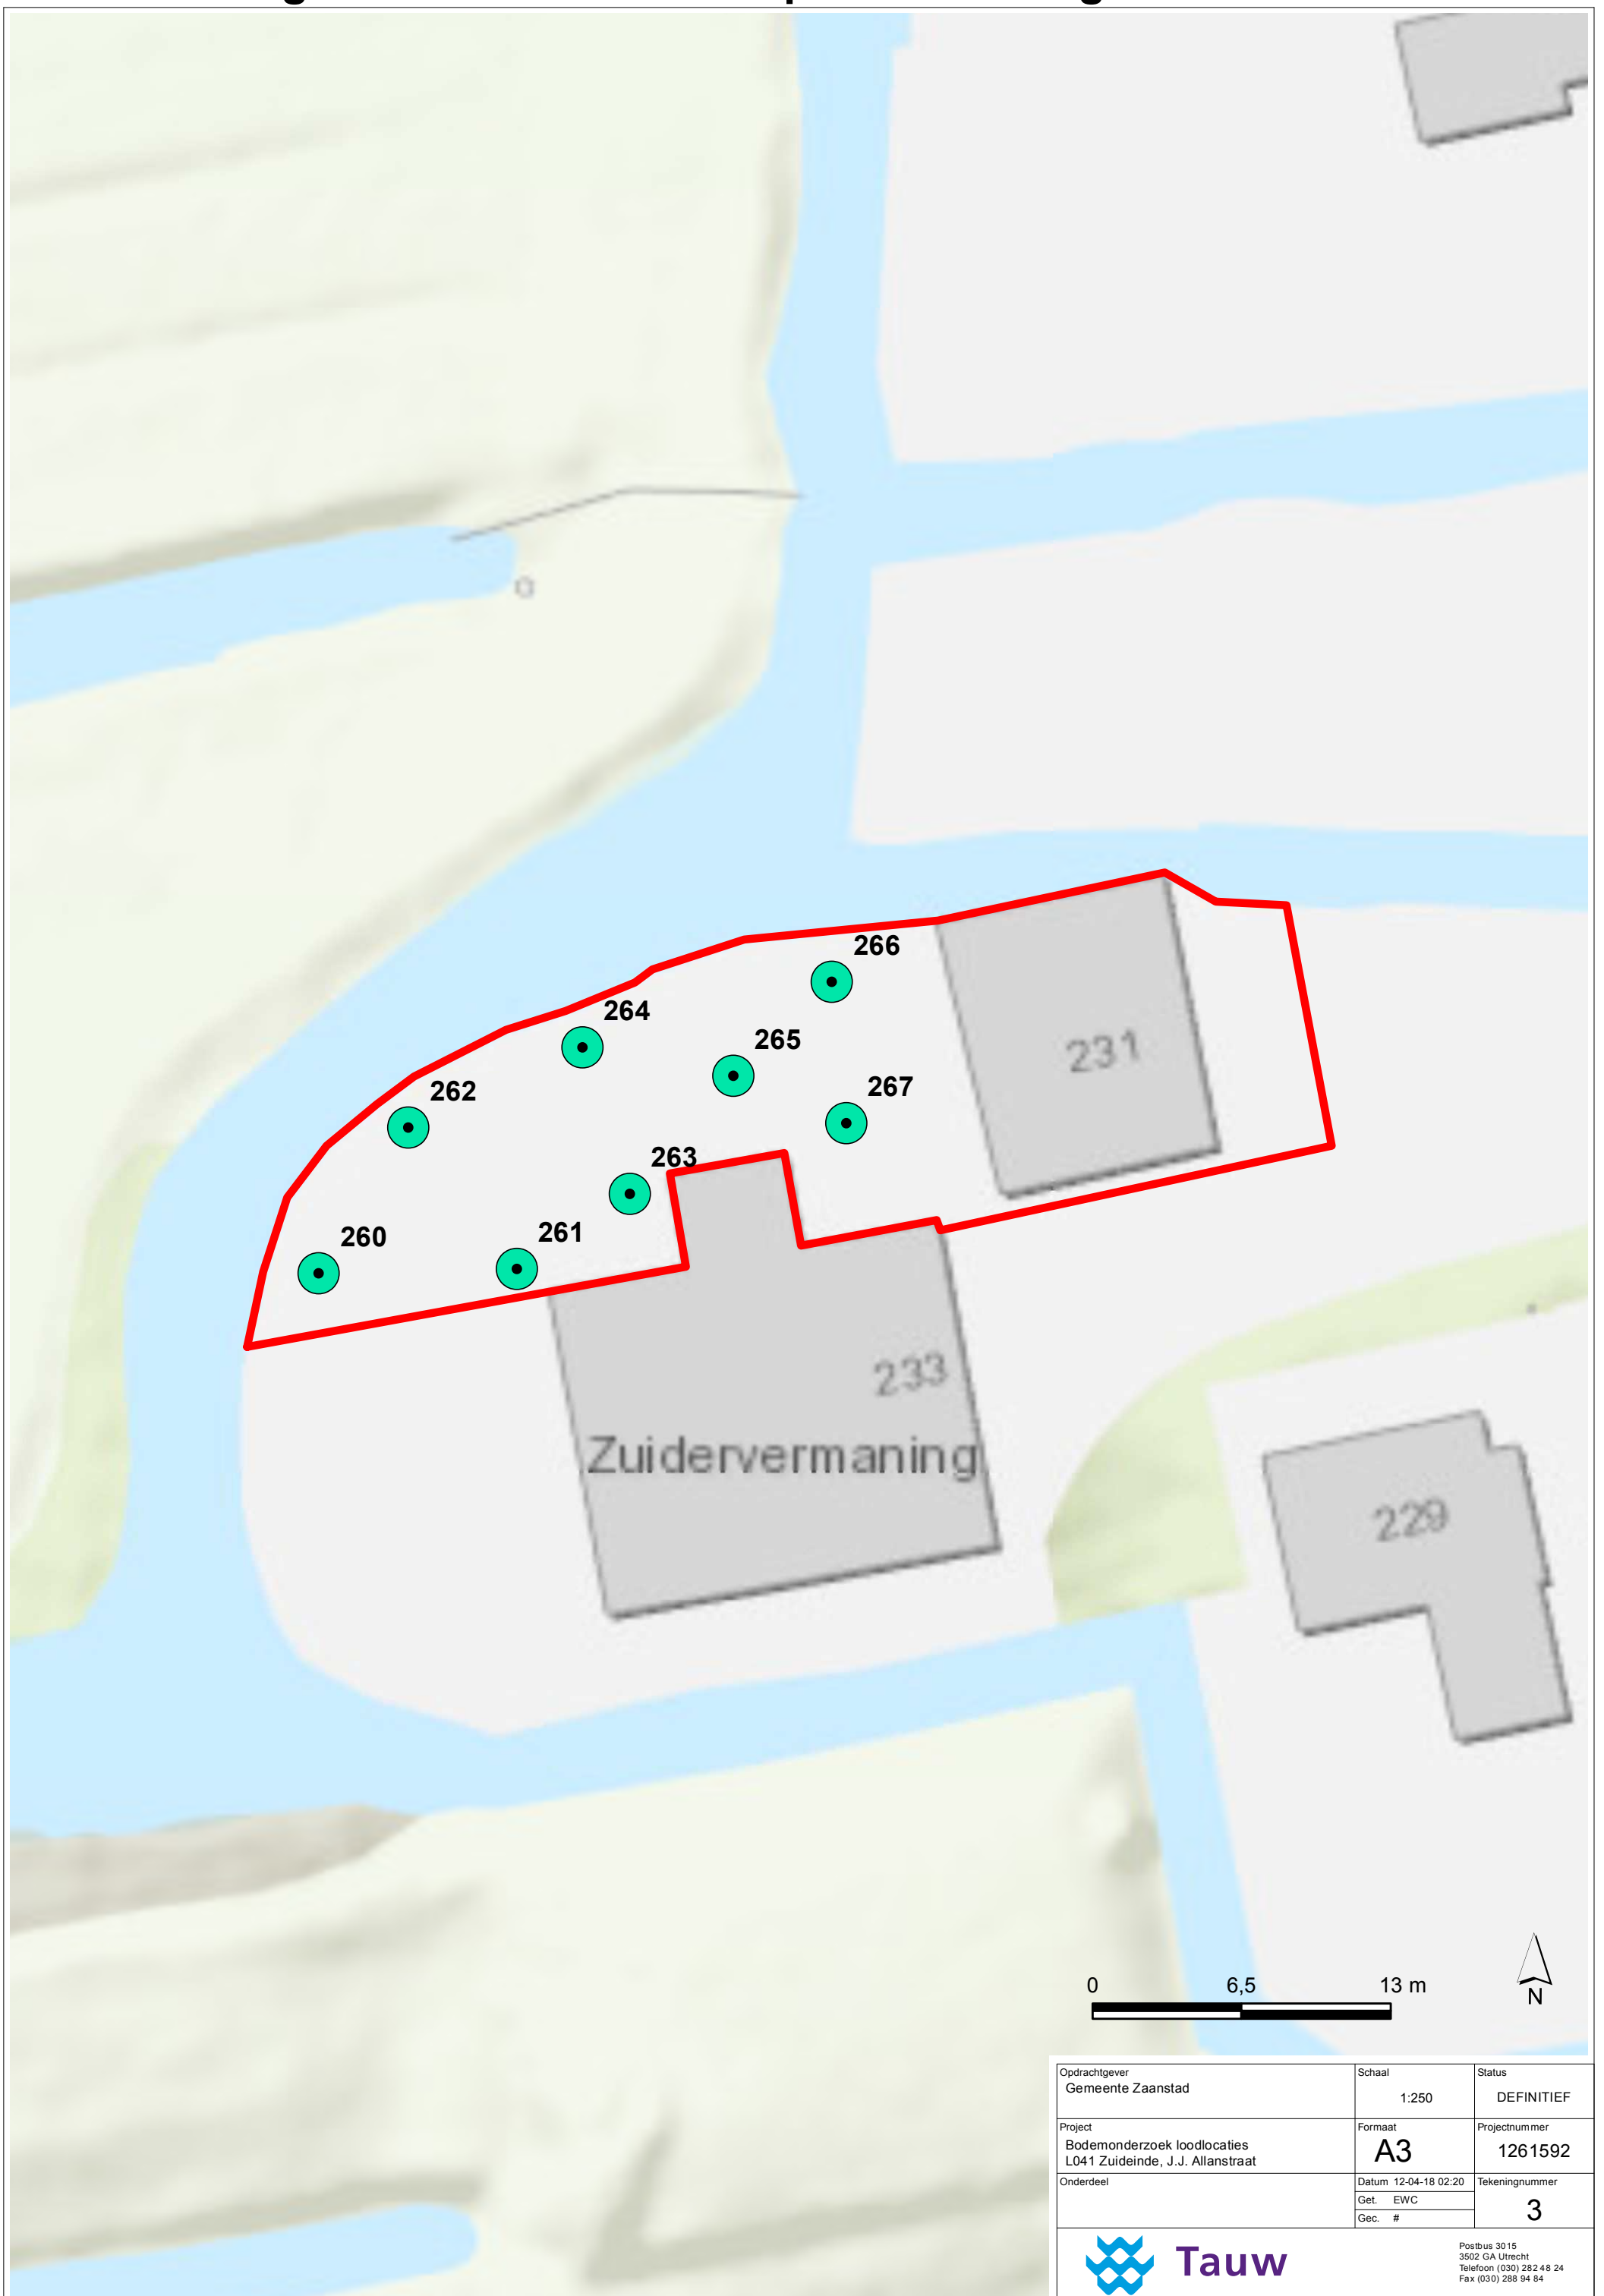 266
264
265
231
262
267
263
261
260
233
Zuidervermaning
229
0 6,5 13 m
N
Opdrachtgever
Gemeente Zaanstad
Schaal
1:250
Status
DEFINITIEF
Project
Bodemonderzoek loodlocaties
L041 Zuideinde, J.J. Allanstraat
Formaat
A3
Projectnummer
1261592
Onderdeel
Datum 12-04-18 02:20
Get. EWC
Gec. #
Tekeningnummer
3
Tauw
Postbus 3015
3502 GA Utrecht
Telefoon (030) 282 48 24
Fax (030) 288 94 84